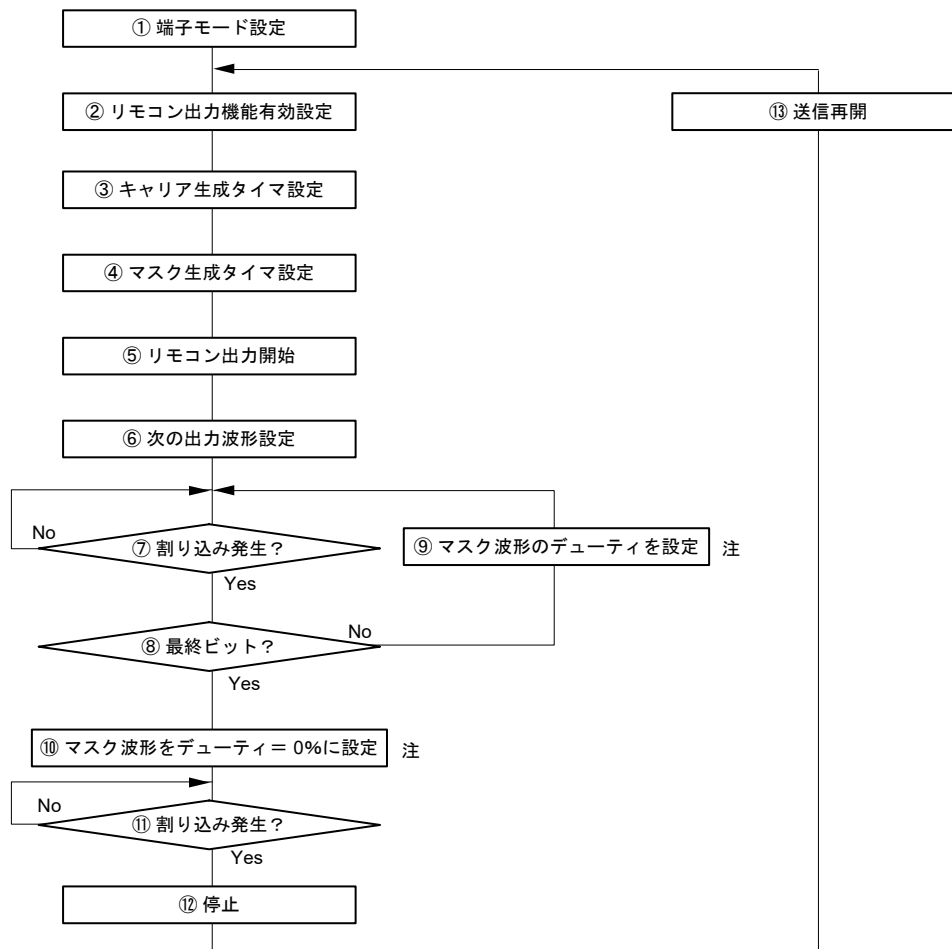 ① 端子モード設定
② リモコン出力機能有効設定
⑬ 送信再開
③ キャリア生成タイマ設定
④ マスク生成タイマ設定
⑤ リモコン出力開始
⑥ 次の出力波形設定
No
⑦ 割り込み発生？
⑨ マスク波形のデューティを設定 注
Yes
⑧ 最終ビット？
No
Yes
⑩ マスク波形をデューティ＝ 0%に設定 注
No
⑪ 割り込み発生？
Yes
⑫ 停止